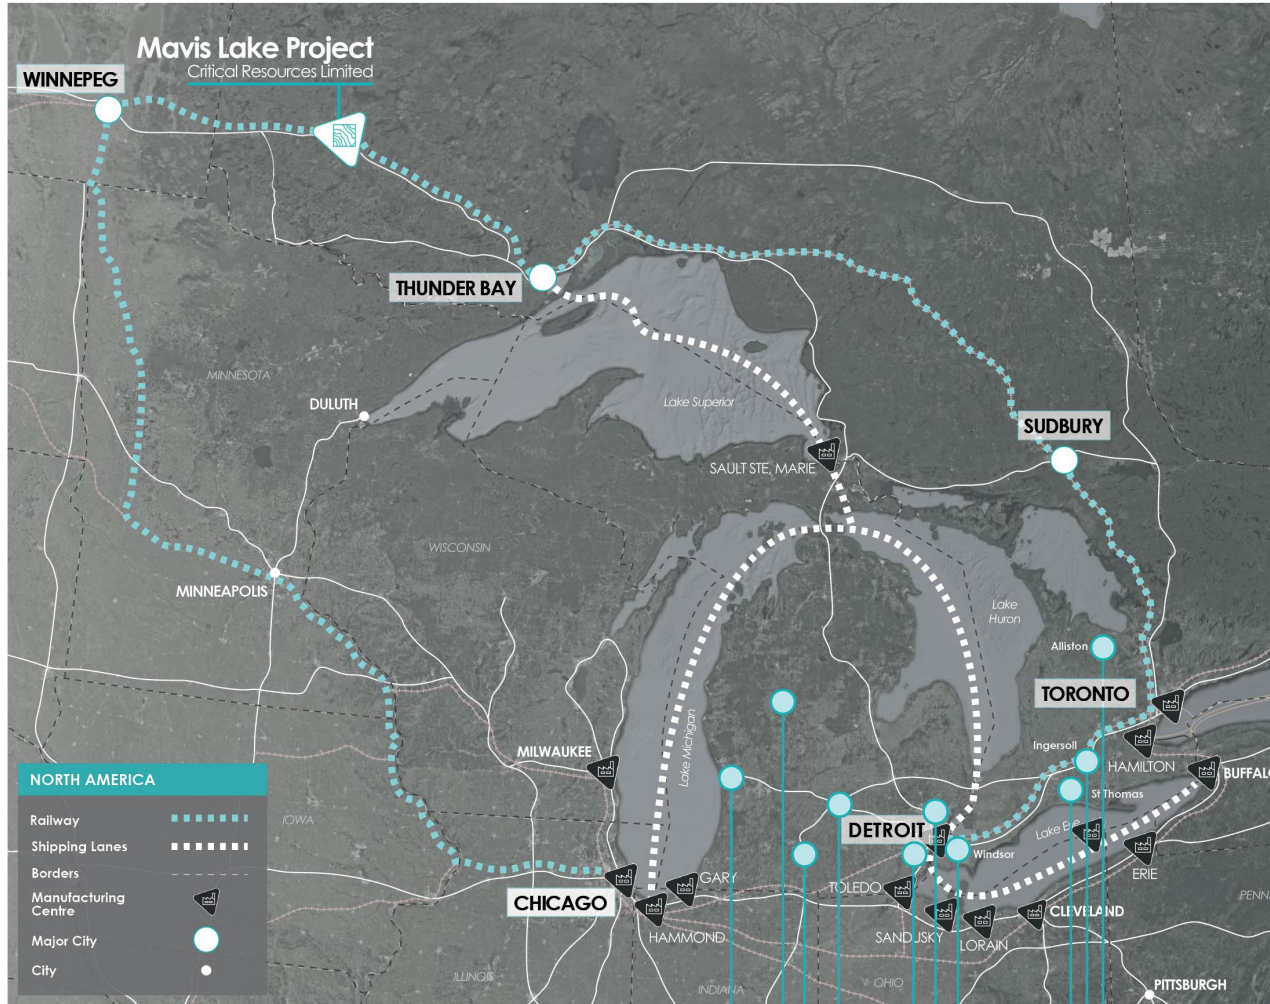 Mavis Lake Project
Critical Resources Limited
WINNEPEG
THUNDER BAY
MINNESOTA
DULUTH
Lake Superior
SUDBURY
SAULT STE, MARIE
WISCONSIN
MINNEAPOLIS
Lake
Huron
Alliston
TORONTO
Lake Michigan
MILWAUKEE
Ingersoll
HAMILTON
BUFFALO
St Thomas
NORTH AMERICA
Railway
Shipping Lanes
Borders
Manufacturing
Centre
Major City
City
IOWA
DETROIT
Lake Erie
Windsor
ERIE
TOLEDO
GARY
CHICAGO
HAMMOND
SANDUSKY
LORAIN
CLEVELAND
PENN
ILLINOIS
INDIANA
OHIO
PITTSBURGH